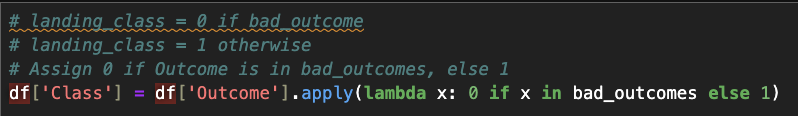 # landing_class = 0 if bad_outcome
# landing_class = 1 otherwise
# Assign 0 if Outcome is in bad_outcomes, else 1
df['Class'] = df['Outcome'].apply(lambda x: 0 if x in bad_outcomes else 1)